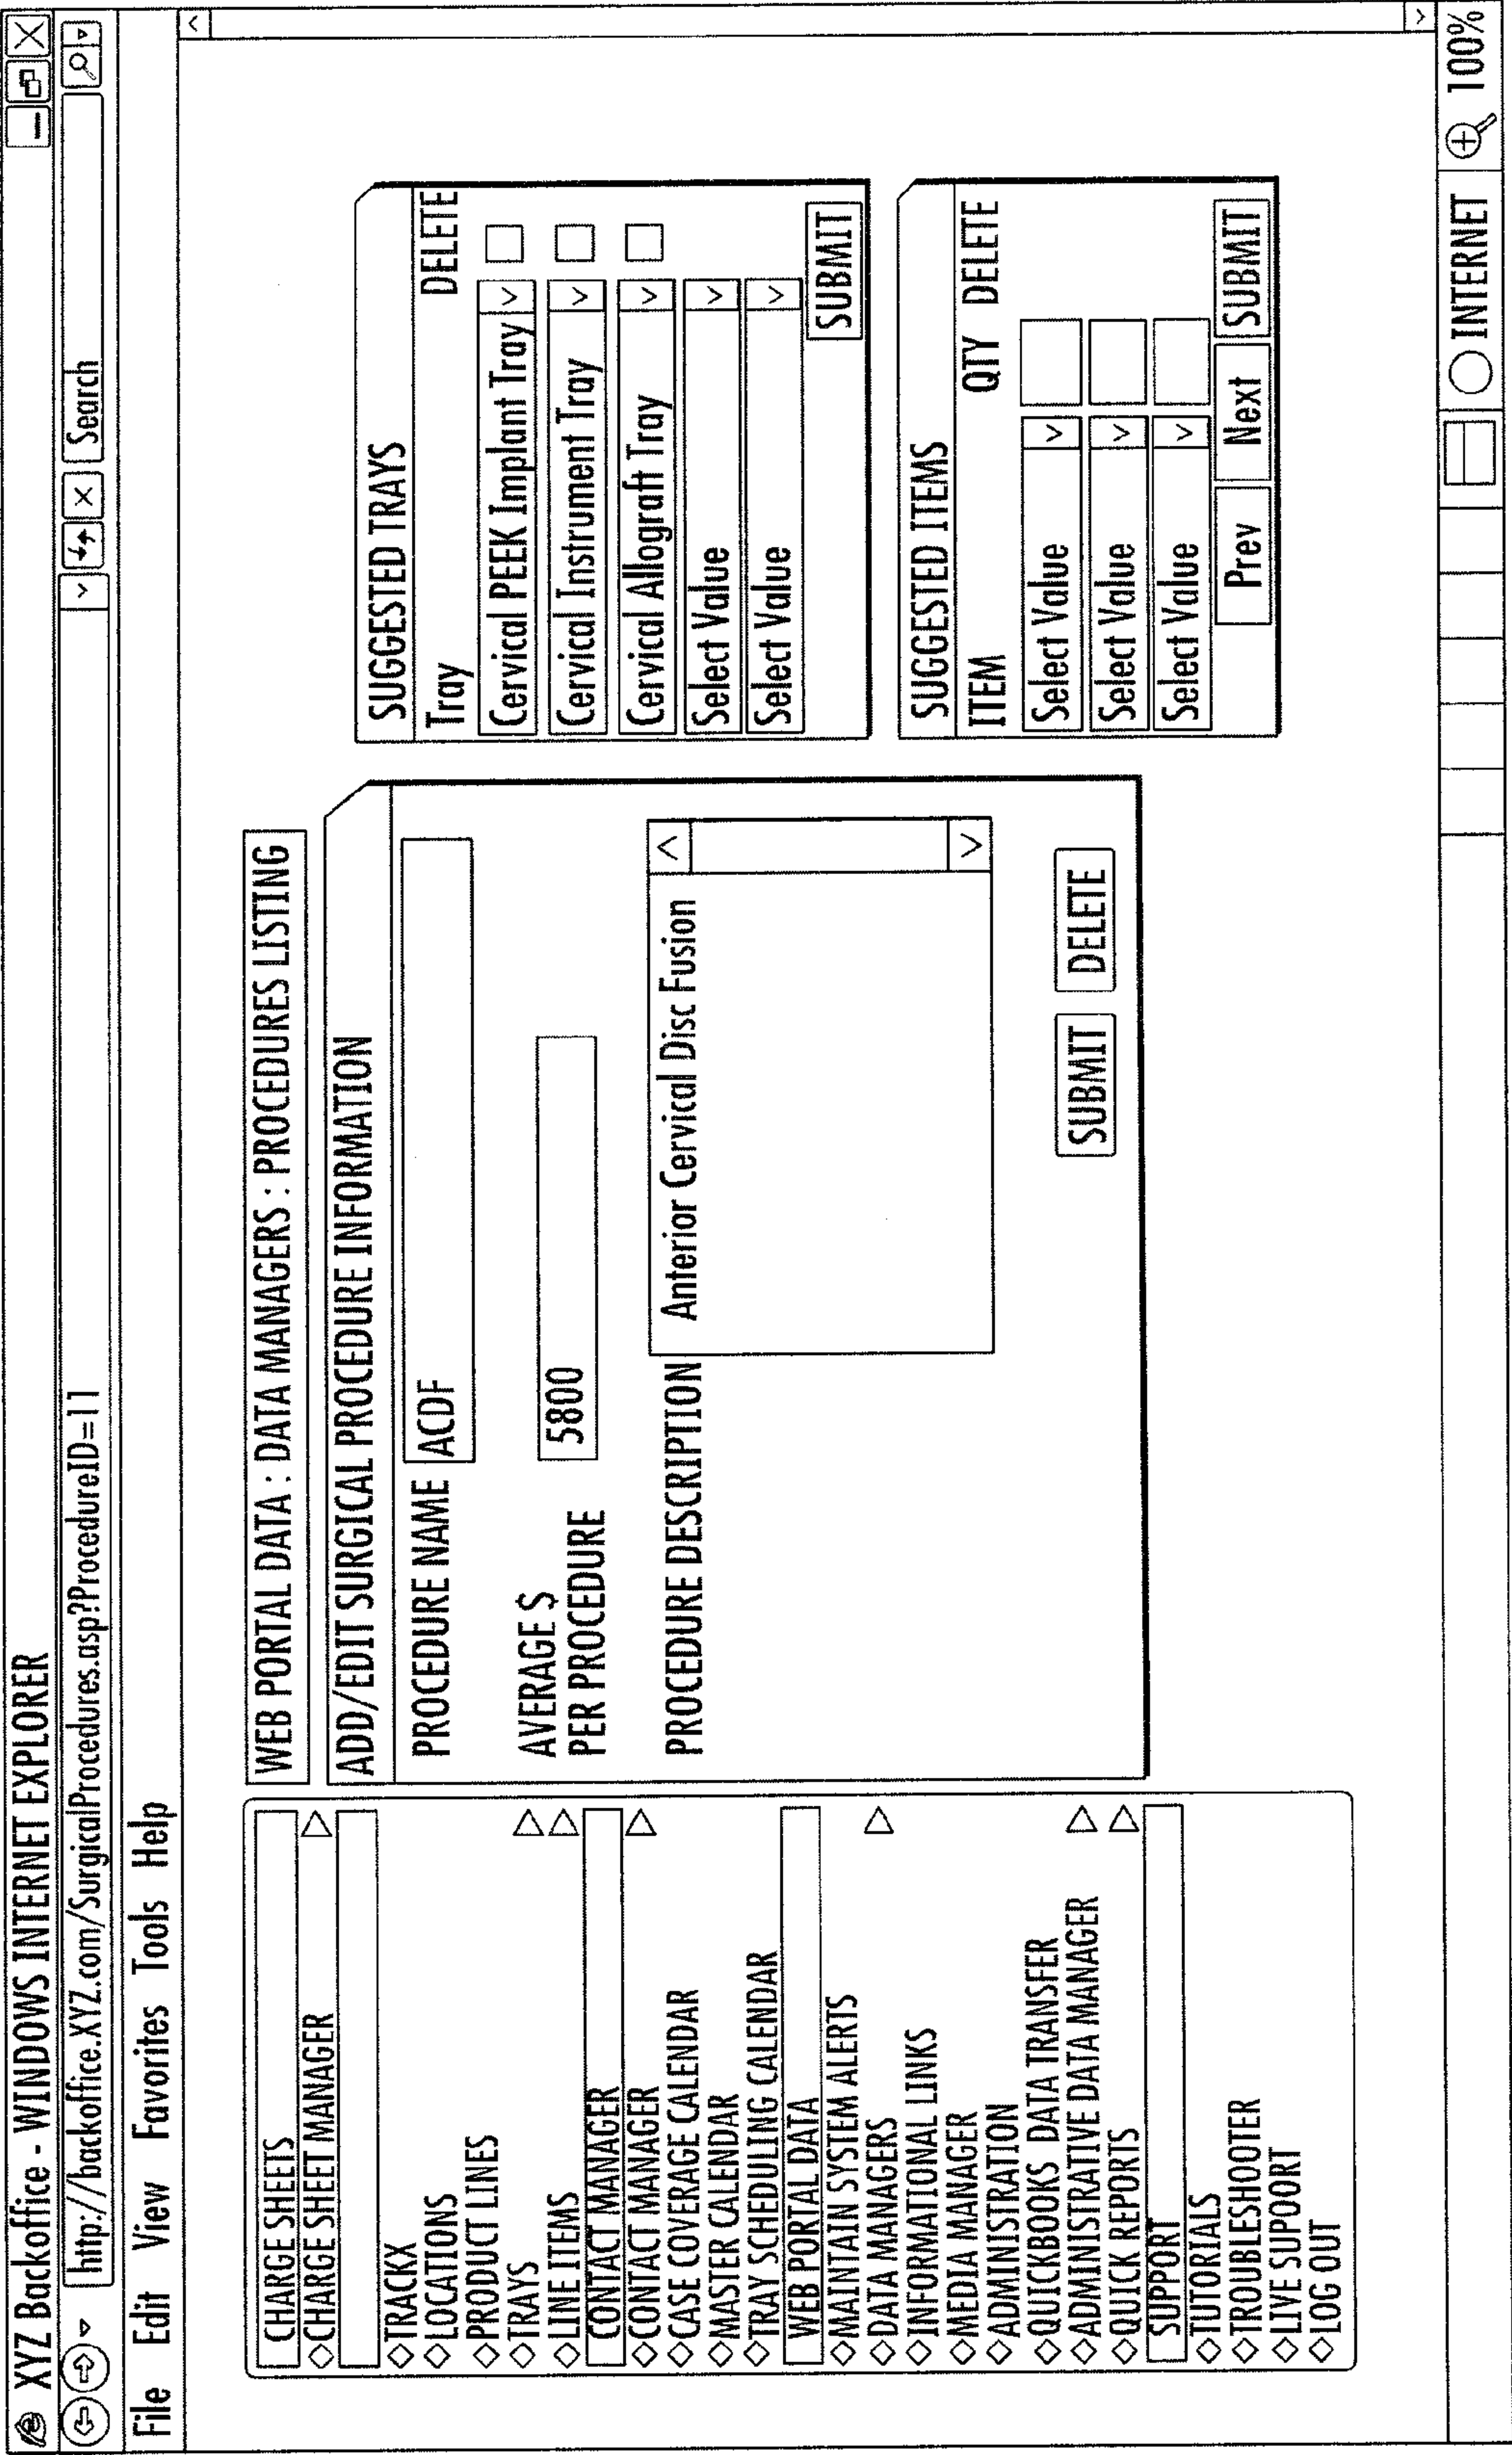 XYZ Backoffice - WINDOWS INTERNET EXPLORER
http://backoffice.XYZ.com/SurgicalProcedures.asp?ProcedureID=11
Search
File Edit View Favorites Tools Help
CHARGE SHEETS
CHARGE SHEET MANAGER
TRACKX
LOCATIONS
PRODUCT LINES
TRAYS
LINE ITEMS
CONTACT MANAGER
CONTACT MANAGER
CASE COVERAGE CALENDAR
MASTER CALENDAR
TRAY SCHEDULING CALENDAR
WEB PORTAL DATA
MAINTAIN SYSTEM ALERTS
DATA MANAGERS
INFORMATIONAL LINKS
MEDIA MANAGER
ADMINISTRATION
QUICKBOOKS DATA TRANSFER
ADMINISTRATIVE DATA MANAGER
QUICK REPORTS
SUPPORT
TUTORIALS
TROUBLESHOOTER
LIVE SUPOORT
LOG OUT
WEB PORTAL DATA : DATA MANAGERS : PROCEDURES LISTING
ADD/EDIT SURGICAL PROCEDURE INFORMATION
PROCEDURE NAME ACDF
AVERAGE $
PER PROCEDURE 5800
PROCEDURE DESCRIPTION Anterior Cervical Disc Fusion
SUBMIT DELETE
SUGGESTED TRAYS
Tray DELETE
Cervical PEEK Implant Tray
Cervical Instrument Tray
Cervical Allograft Tray
Select Value
Select Value
SUBMIT
SUGGESTED ITEMS
ITEM QTY DELETE
Select Value
Select Value
Select Value
Prev Next SUBMIT
INTERNET 100%